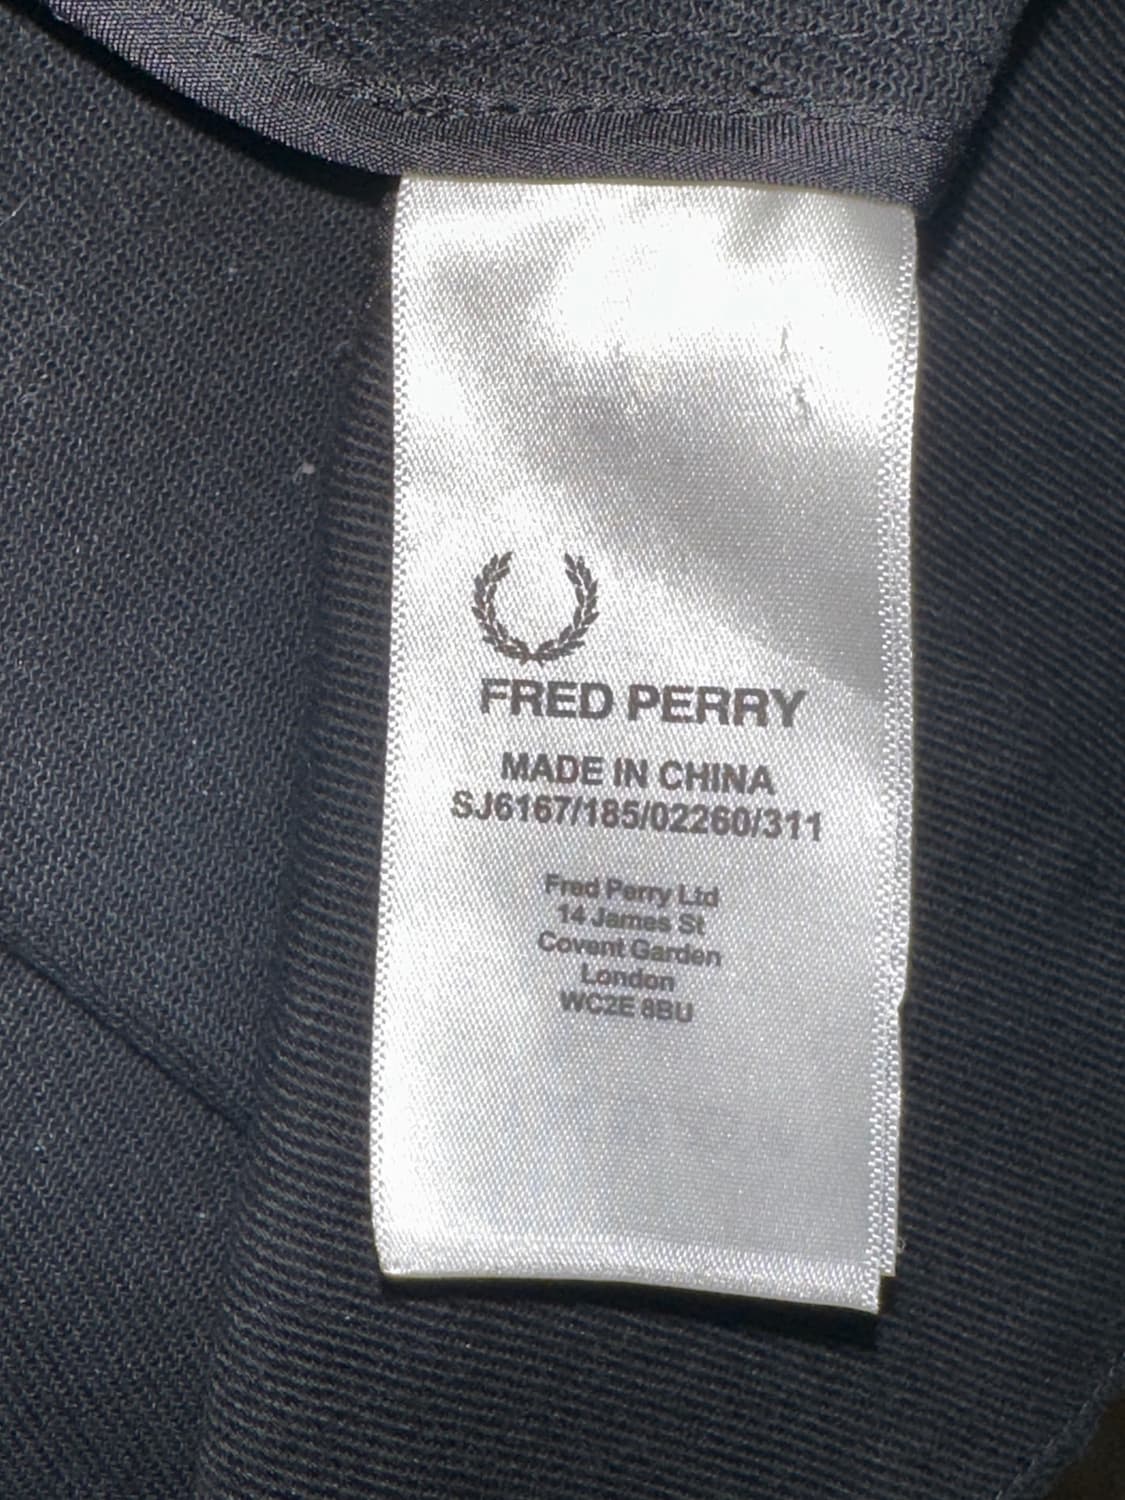 FRED PERRY
MADE IN CHINA
SJ6167/185/02260/311
Fred Perry Ltd
14 James St
Covent Garden
London
WC2E 8BU